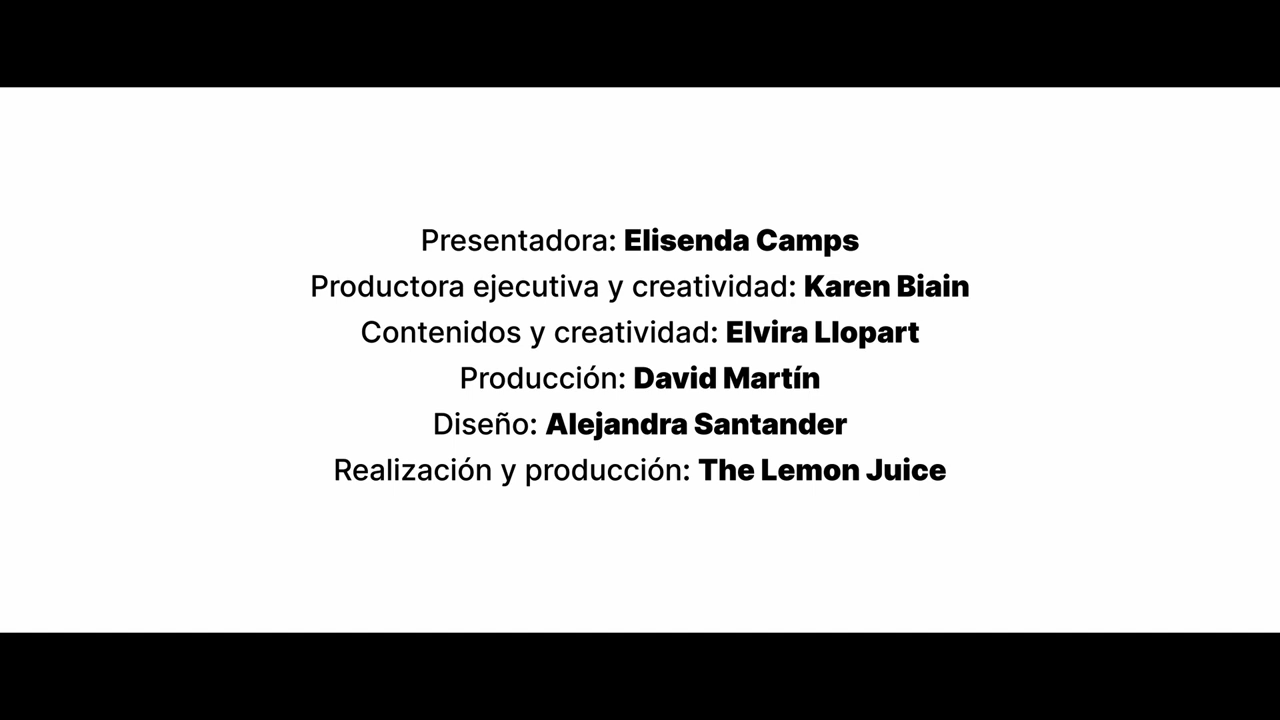 Presentadora: Elisenda Camps
Productora ejecutiva y creatividad: Karen Biain
Contenidos y creatividad: Elvira Llopart
Producción: David Martín
Diseño: Alejandra Santander
Realización y producción: The Lemon Juice